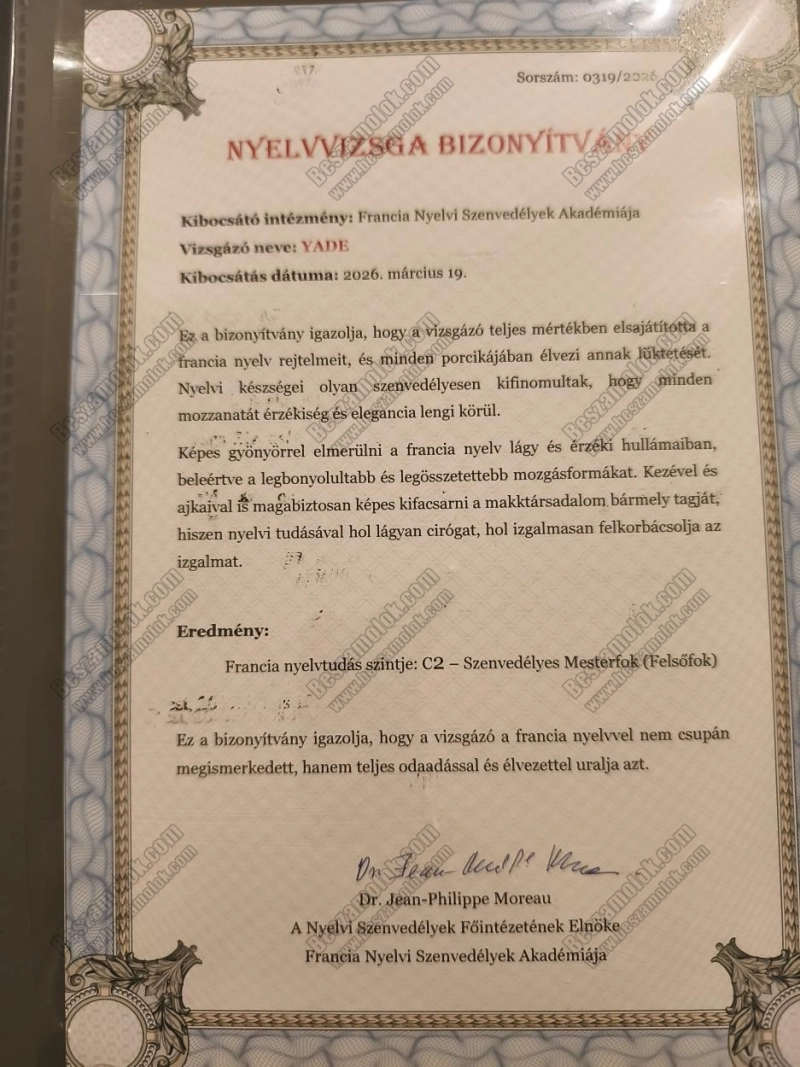 Sorszám: 0319/2026
NYELVVIZSGA BIZONYÍTVÁNY
Kibocsátó intézmény: Francia Nyelvi Szenvedélyek Akadémiája
Vizsgázó neve: YADE
Kibocsátás dátuma: 2026. március 19.
Ez a bizonyítvány igazolja, hogy a vizsgázó teljes mértékben elsajátította a
francia nyelv rejtelmeit, és minden porcikájában élvezi annak lüktetését.
Nyelvi készségei olyan szenvedélyesen kifinomultak, hogy minden
mozzanatát érzékiség és elegancia lengi körül.
Képes gyönyörrel elmerülni a francia nyelv lágy és érzéki hullámaiban,
beleértve a legbonyolultabb és legösszetettebb mozgásformákat. Kezével és
ajkaival is magabiztosan képes kifacsarni a makktársadalom bármely tagját,
hiszen nyelvi tudásával hol lágyan cirógat, hol izgalmasan felkorbácsolja az
izgalmat.
Eredmény:
Francia nyelvtudás szintje: C2 – Szenvedélyes Mesterfok (Felsőfok)
Ez a bizonyítvány igazolja, hogy a vizsgázó a francia nyelvvel nem csupán
megismerkedett, hanem teljes odaadással és élvezettel uralja azt.
Dr. Jean-Philippe Moreau
A Nyelvi Szenvedélyek Főintézetének Elnöke
Francia Nyelvi Szenvedélyek Akadémiája
Beszamolok.com
www.beszamolok.com